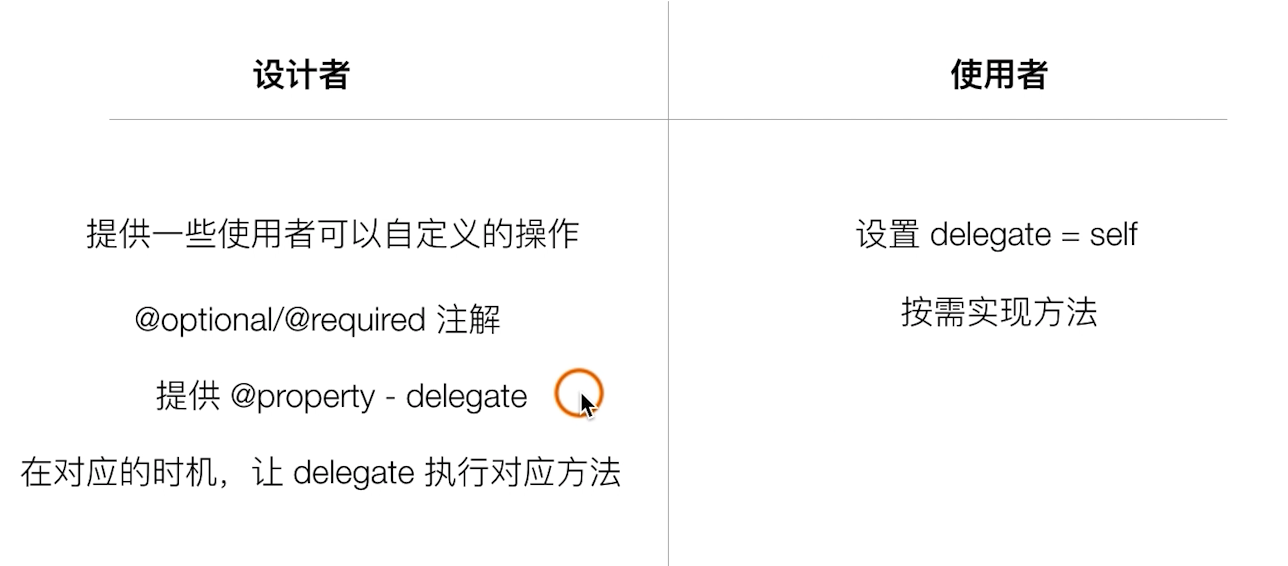 设计者
使用者
提供一些使用者可以自定义的操作
@optional/@required 注解
提供 @property - delegate
在对应的时机，让 delegate 执行对应方法
设置 delegate = self
按需实现方法